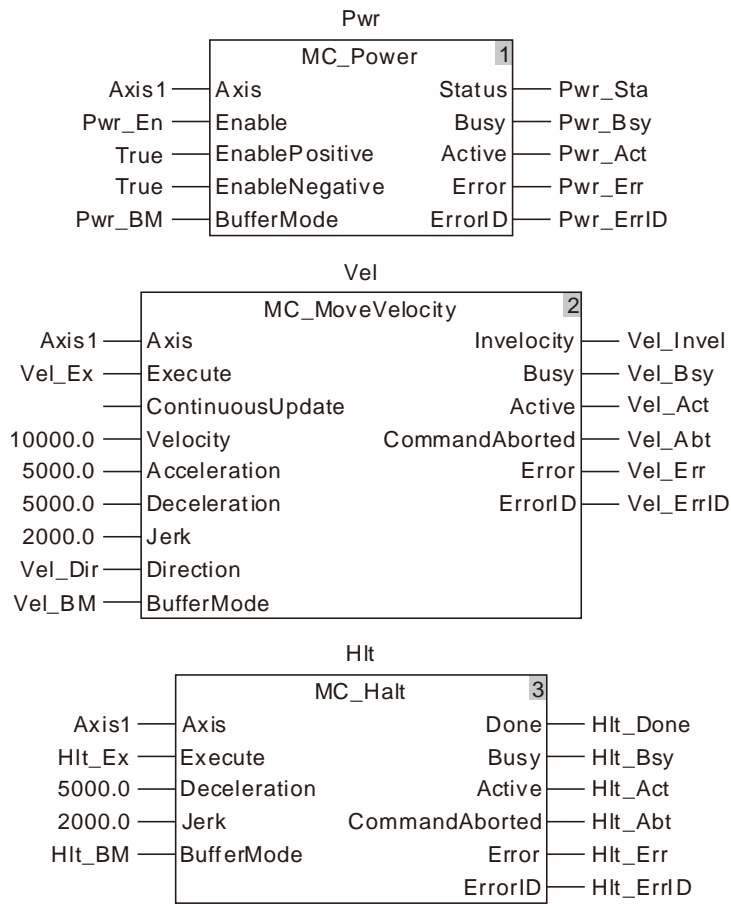 Pwr
MC_Power 1
Axis1 Axis Status Pwr_Sta
Pwr_En Enable Busy Pwr_Bsy
True EnablePositive Active Pwr_Act
True EnableNegative Error Pwr_Err
Pwr_BM BufferMode ErrorID Pwr_ErrID
Vel
MC_MoveVelocity 2
Axis1 Axis Invelocity Vel_Invel
Vel_Ex Execute Busy Vel_Bsy
ContinuousUpdate Active Vel_Act
10000.0 Velocity CommandAborted Vel_Abt
5000.0 Acceleration Error Vel_Err
5000.0 Deceleration ErrorID Vel_ErrID
2000.0 Jerk
Vel_Dir Direction
Vel_BM BufferMode
Hlt
MC_Halt 3
Axis1 Axis Done Hlt_Done
Hlt_Ex Execute Busy Hlt_Bsy
5000.0 Deceleration Active Hlt_Act
2000.0 Jerk CommandAborted Hlt_Abt
Hlt_BM BufferMode Error Hlt_Err
ErrorID Hlt_ErrID